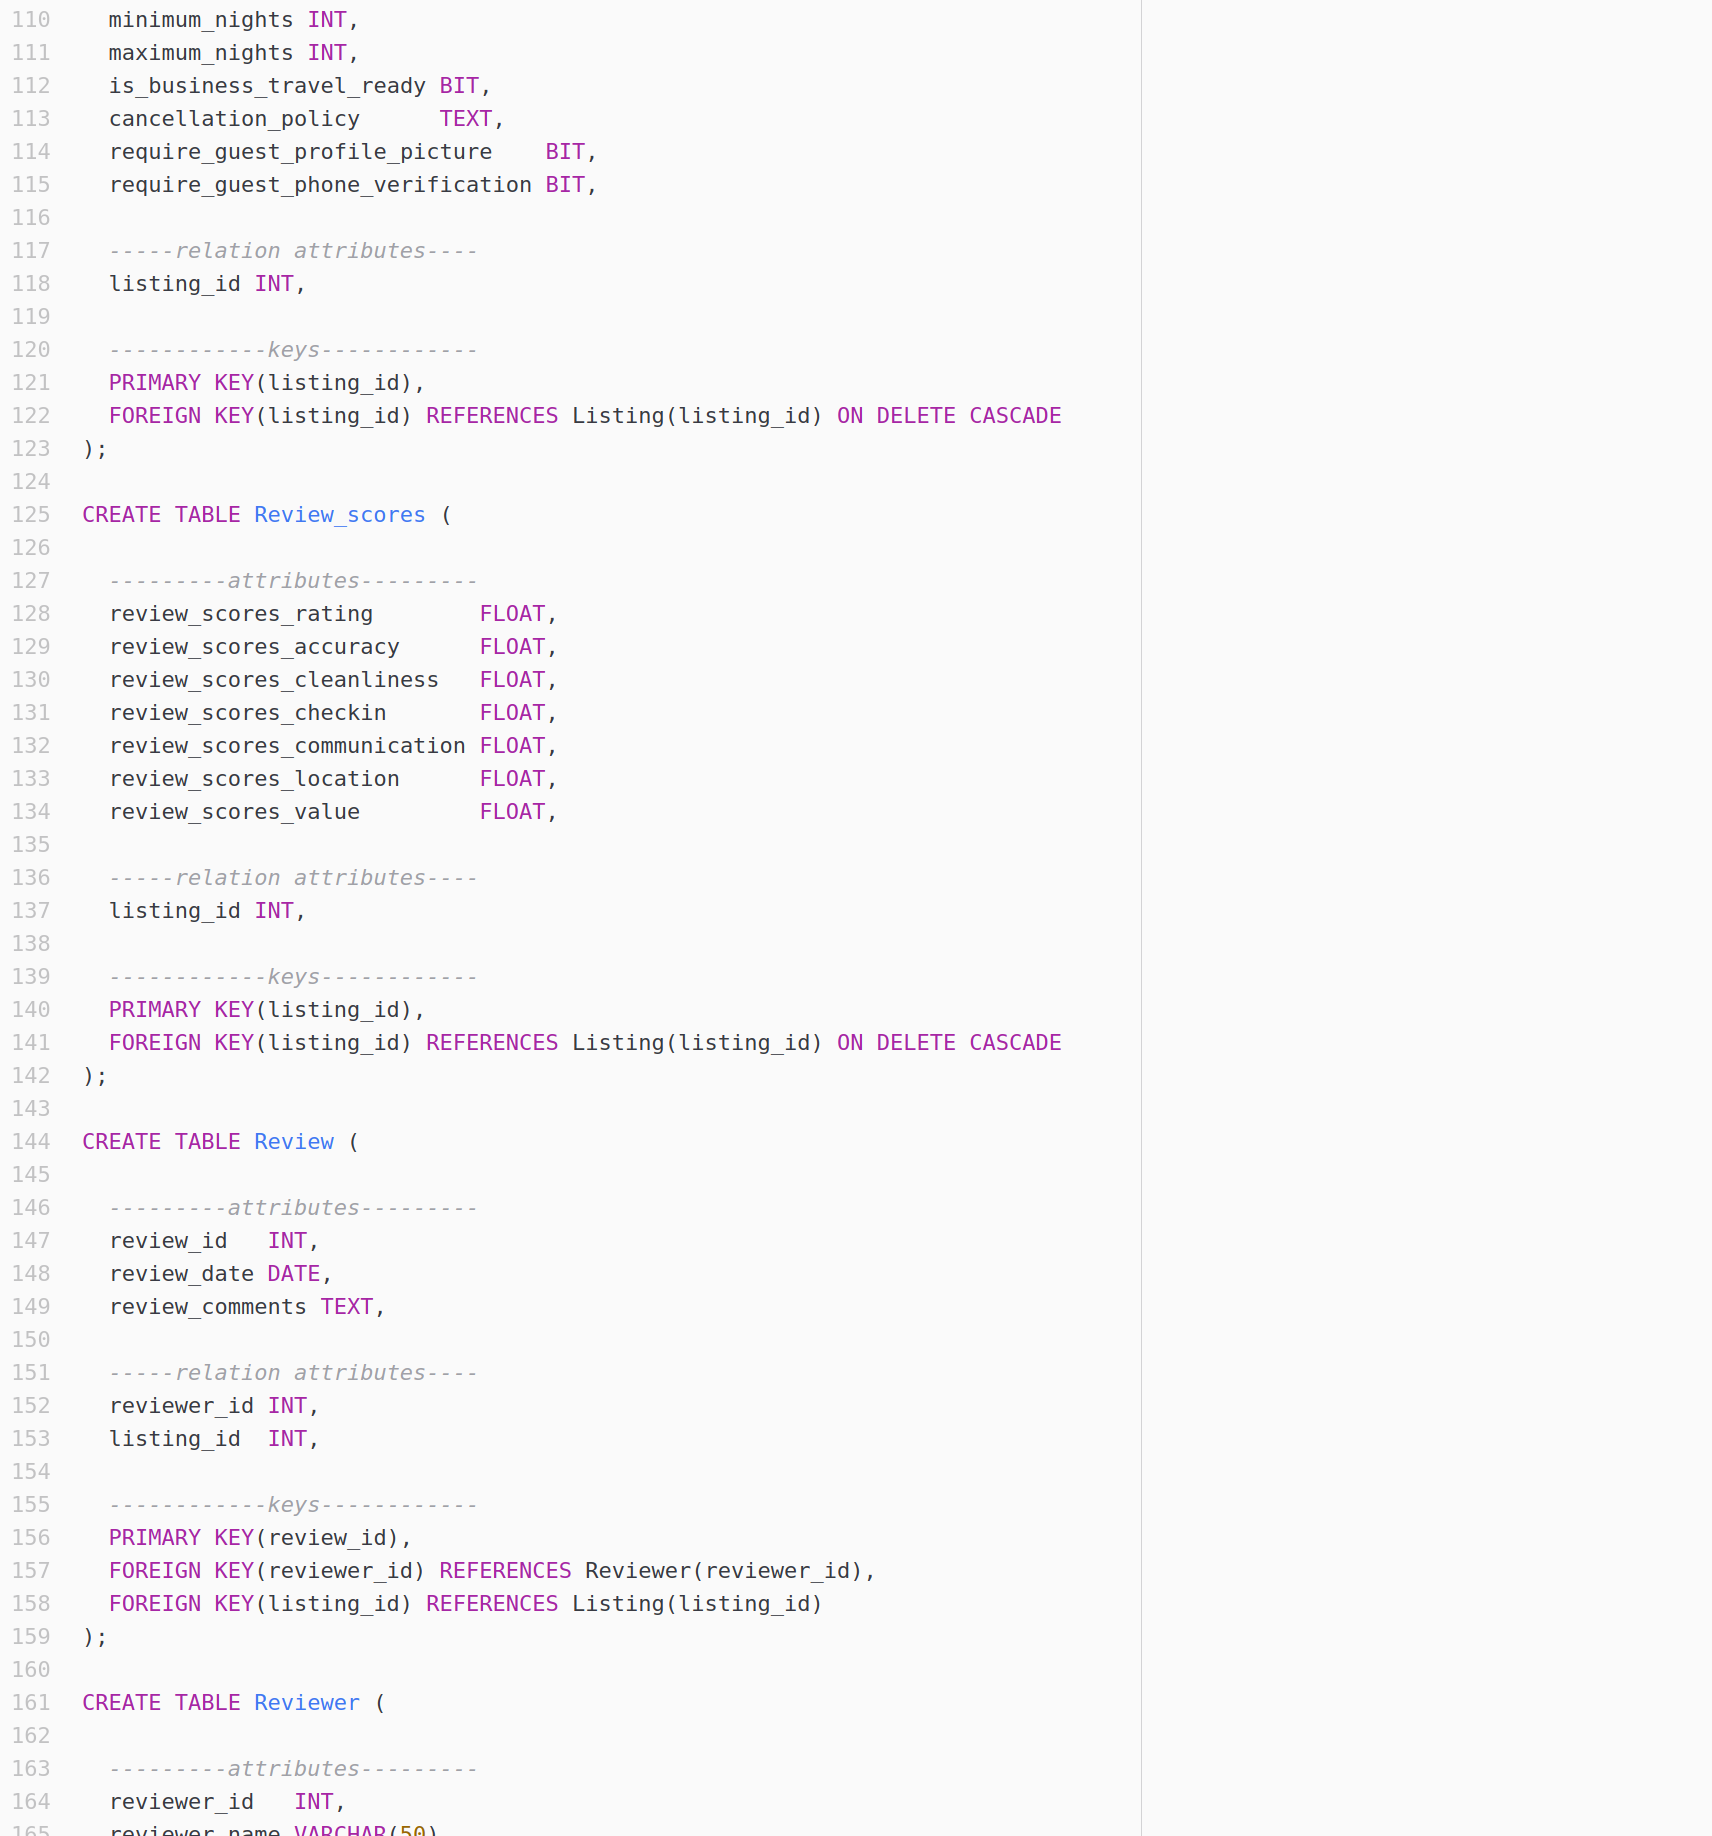 110 minimum_nights INT,
111 maximum_nights INT,
112 is_business_travel_ready BIT,
113 cancellation_policy      TEXT,
114 require_guest_profile_picture    BIT,
115 require_guest_phone_verification BIT,
116
117 -----relation attributes----
118 listing_id INT,
119
120 ------------keys------------
121 PRIMARY KEY(listing_id),
122 FOREIGN KEY(listing_id) REFERENCES Listing(listing_id) ON DELETE CASCADE
123 );
124
125 CREATE TABLE Review_scores (
126
127 ---------attributes---------
128 review_scores_rating        FLOAT,
129 review_scores_accuracy      FLOAT,
130 review_scores_cleanliness   FLOAT,
131 review_scores_checkin       FLOAT,
132 review_scores_communication FLOAT,
133 review_scores_location      FLOAT,
134 review_scores_value         FLOAT,
135
136 -----relation attributes----
137 listing_id INT,
138
139 ------------keys------------
140 PRIMARY KEY(listing_id),
141 FOREIGN KEY(listing_id) REFERENCES Listing(listing_id) ON DELETE CASCADE
142 );
143
144 CREATE TABLE Review (
145
146 ---------attributes---------
147 review_id   INT,
148 review_date DATE,
149 review_comments TEXT,
150
151 -----relation attributes----
152 reviewer_id INT,
153 listing_id  INT,
154
155 ------------keys------------
156 PRIMARY KEY(review_id),
157 FOREIGN KEY(reviewer_id) REFERENCES Reviewer(reviewer_id),
158 FOREIGN KEY(listing_id) REFERENCES Listing(listing_id)
159 );
160
161 CREATE TABLE Reviewer (
162
163 ---------attributes---------
164 reviewer_id   INT,
165 reviewer_name VARCHAR(50)